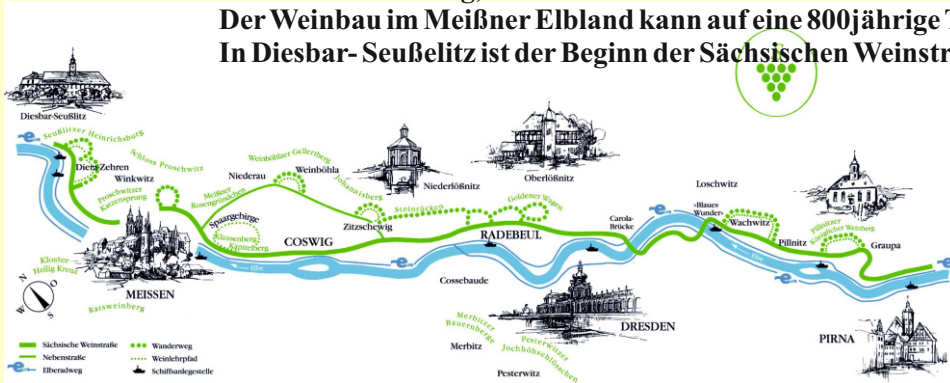 Der Weinbau im Meißner Elbland kann auf eine 800jährige
In Diesbar- Seußelitz ist der Beginn der Sächsischen Weinstr
Diesbar-Seußlitz
Seußlitzer Heinrichsburg
Diera-Zehren
Winkwitz
Schloss Proschwitz
Proschwitzer
Katzensprung
Weinböhlaer Gellertberg
Niederau
Weinböhla
Meißner
Rosengründchen
Spaargebirge
Klausenberg
Kapitelberg
Johannisberg
Niederlößnitz
Zitzschewig
Steinrücken
COSWIG
Oberlößnitz
Goldener Wagen
RADEBEUL
Cossebaude
Carola-
Brücke
Loschwitz
»Blaues
Wunder«
Wachwitz
Pillnitz
Pillnitzer
Königlicher Weinberg
Graupa
Elbe
Elbe
Kloster
Heilig Kreuz
MEISSEN
Ratsweinberg
N
O
S
W
Merbitzer
Bauernberge
Merbitz
Pesterwitzer
Jochhöhschlösschen
Pesterwitz
DRESDEN
PIRNA
Sächsische Weinstraße
Nebenstraße
Elberadweg
Wanderweg
Weinlehrpfad
Schiffsanlegestelle